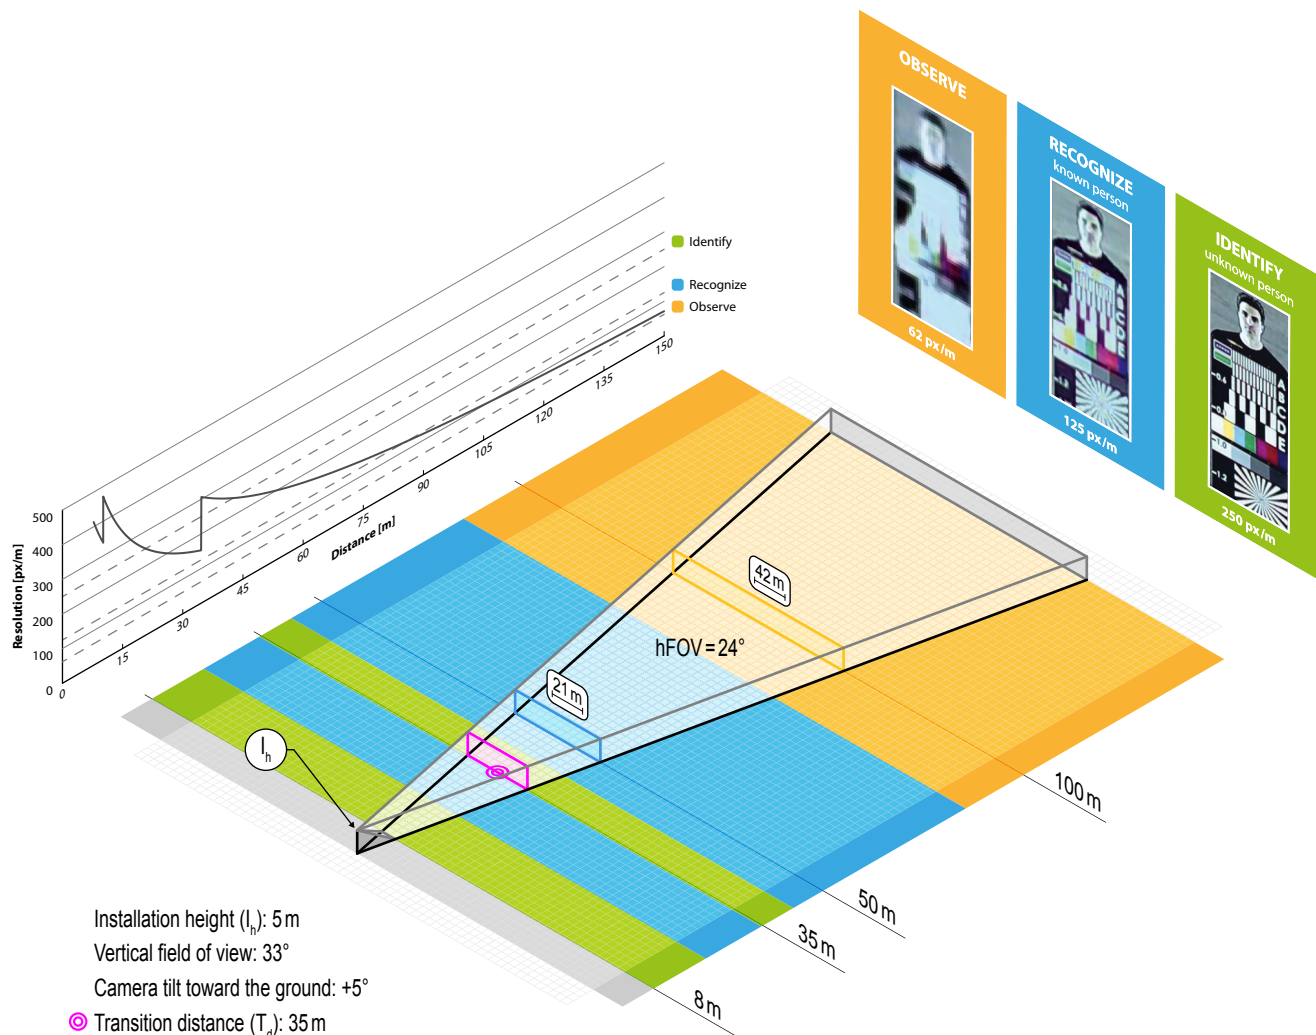 OBSERVE
62 px/m
RECOGNIZE
known person
125 px/m
IDENTIFY
unknown person
250 px/m
A
B
C
D
E
A
B
C
D
E
Identify
Recognize
Observe
Resolution [px/m]
500
400
300
200
100
0
0
15
30
45
60
75
90
105
120
135
150
Distance [m]
42 m
hFOV = 24°
21 m
Ih
100 m
50 m
35 m
8 m
Installation height (Ih): 5 m
Vertical field of view: 33°
Camera tilt toward the ground: +5°
Transition distance (Td): 35 m